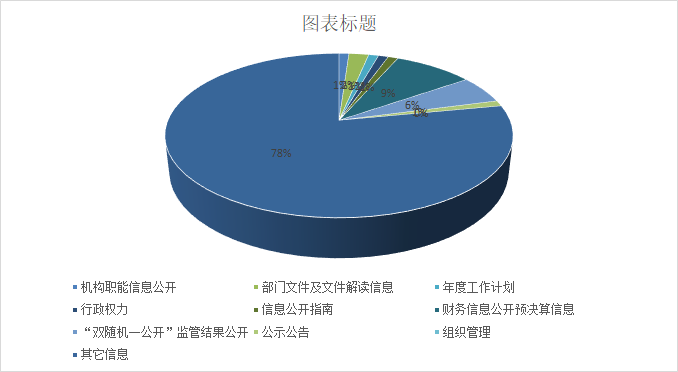 图表标题
1%
9%
6%
0%
78%
机构职能信息公开
部门文件及文件解读信息
年度工作计划
行政权力
信息公开指南
财务信息公开预决算信息
“双随机一公开”监管结果公开
公示公告
组织管理
其它信息